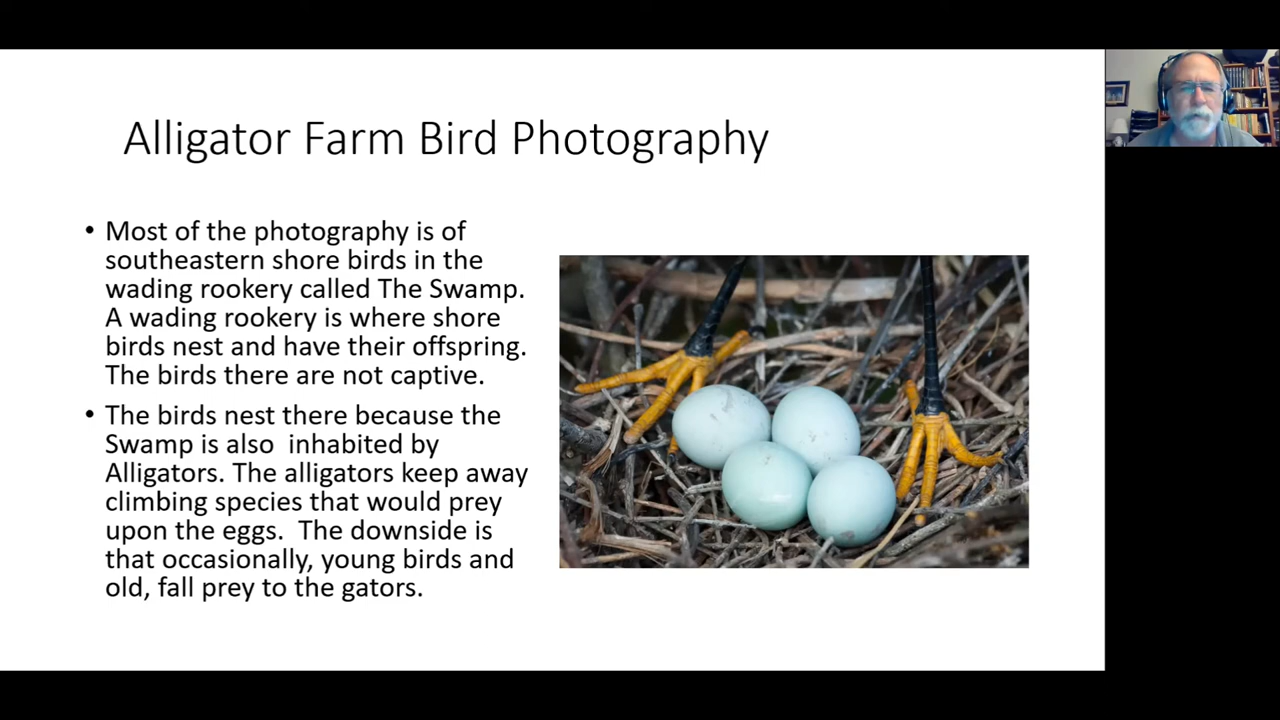 Alligator Farm Bird Photography
• Most of the photography is of
southeastern shore birds in the
wading rookery called The Swamp.
A wading rookery is where shore
birds nest and have their offspring.
The birds there are not captive.
• The birds nest there because the
Swamp is also  inhabited by
Alligators. The alligators keep away
climbing species that would prey
upon the eggs.  The downside is
that occasionally, young birds and
old, fall prey to the gators.